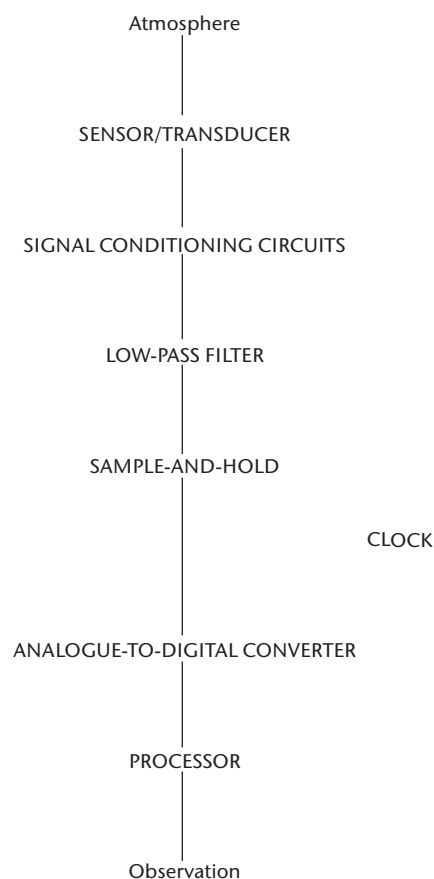 Atmosphere
SENSOR/TRANSDUCER
SIGNAL CONDITIONING CIRCUITS
LOW-PASS FILTER
SAMPLE-AND-HOLD
CLOCK
ANALOGUE-TO-DIGITAL CONVERTER
PROCESSOR
Observation